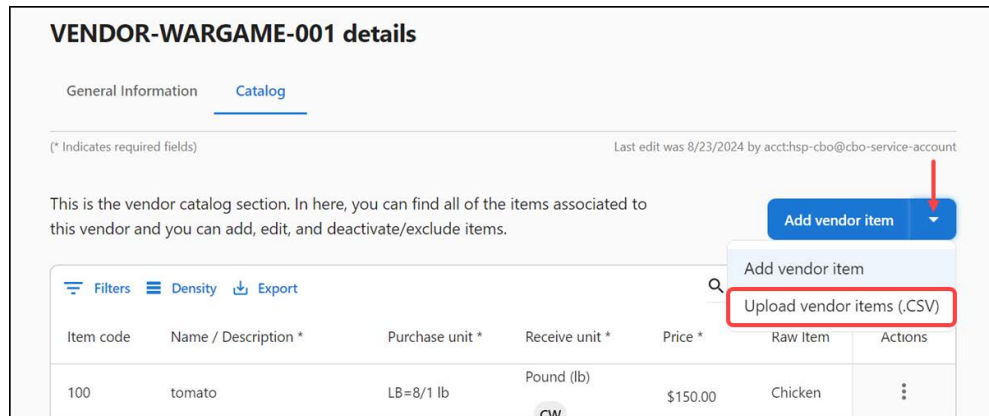 VENDOR-WARGAME-001 details
General Information Catalog
(* Indicates required fields) Last edit was 8/23/2024 by acct:hsp-cbo@cbo-service-account
This is the vendor catalog section. In here, you can find all of the items associated to
this vendor and you can add, edit, and deactivate/exclude items.
Add vendor item
Add vendor item
Upload vendor items (.CSV)
Filters Density Export
Item code Name / Description * Purchase unit * Receive unit * Price * Raw Item Actions
100 tomato LB=8/1 lb Pound (lb) $150.00 Chicken
CW